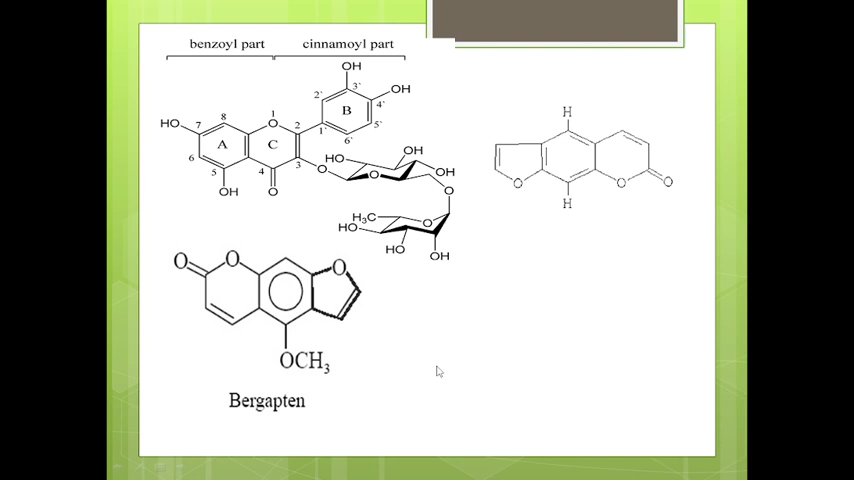 benzoyl part cinnamoyl part
OH
3` OH
2` B 4`
HO 7 8 O 1 2 1` 5`
6`
A C
6 5 4 3 O HO OH
OH O O OH
O
H₃C O
HO
HO OH
H
O O O
H
O O O
OCH₃
Bergapten